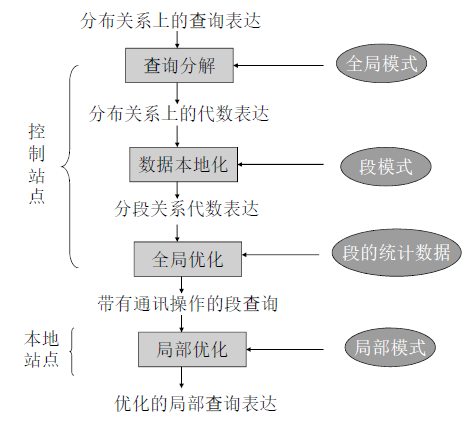 分布关系上的查询表达
查询分解
全局模式
分布关系上的代数表达
控制站点
数据本地化
段模式
分段关系代数表达
全局优化
段的统计数据
带有通讯操作的段查询
本地
站点
局部优化
局部模式
优化的局部查询表达